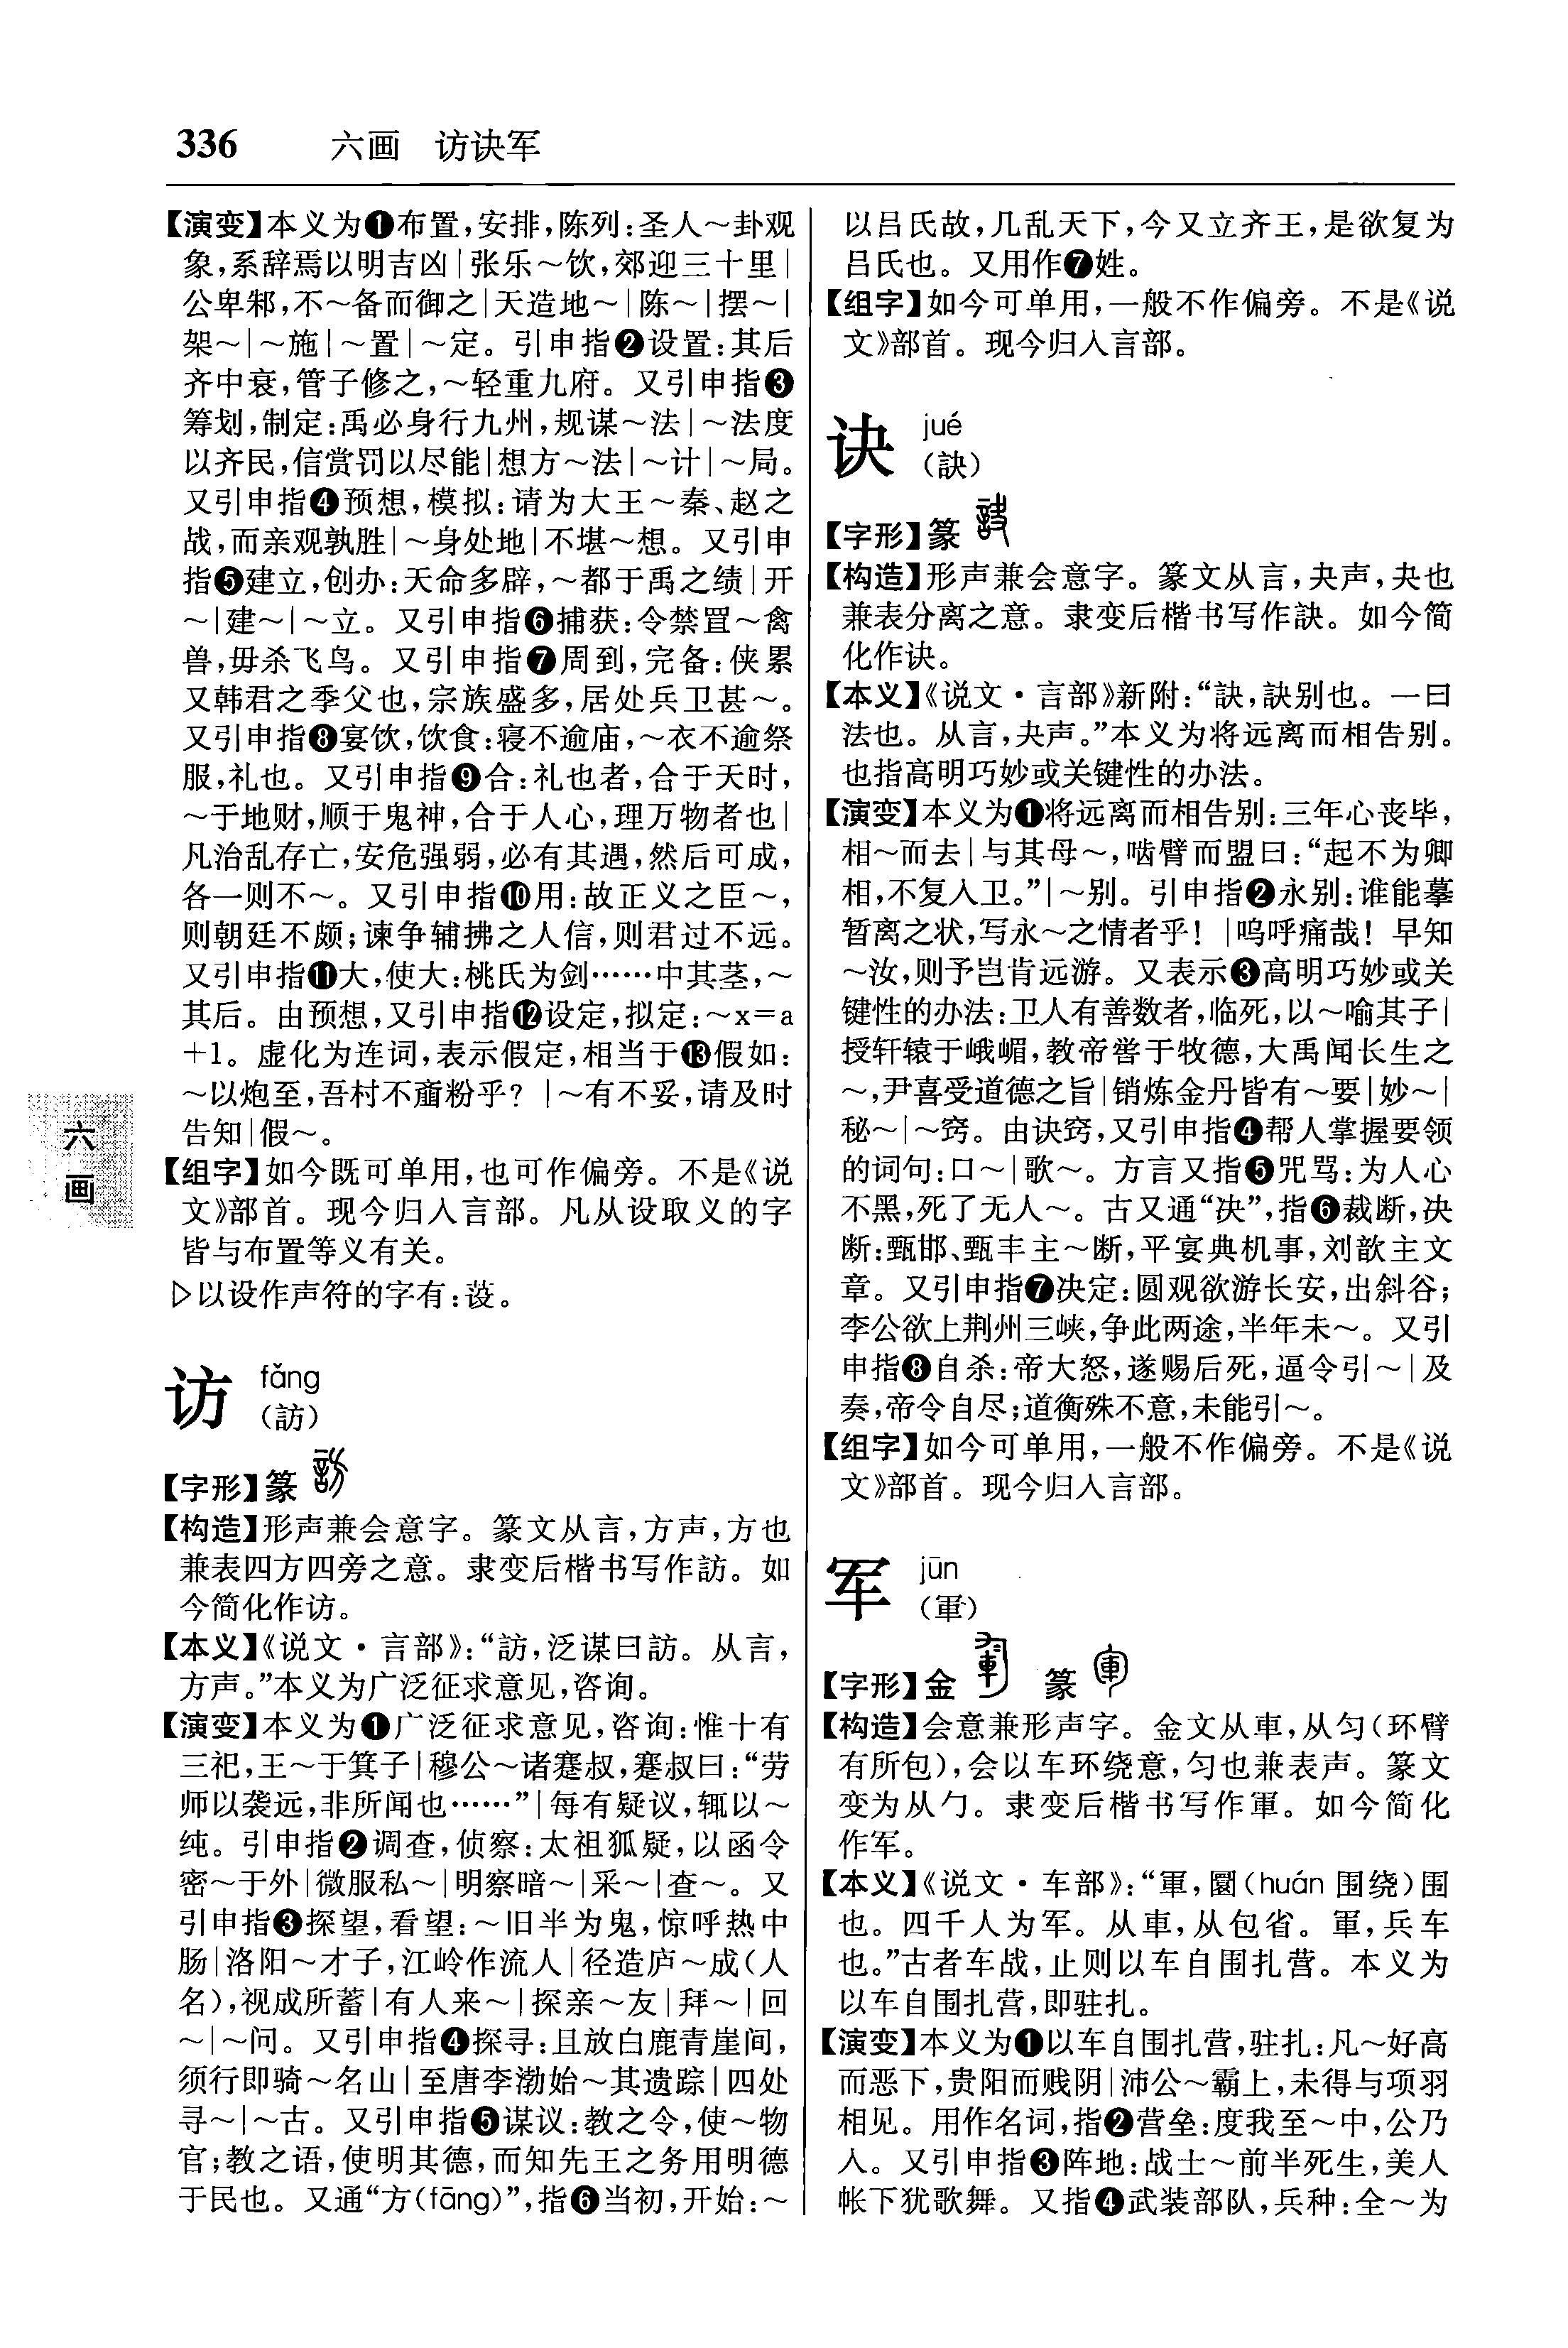 336 六画 访诀军
【演变】本义为❶布置，安排，陈列：圣人～卦观
象，系辞焉以明吉凶|张乐～饮，郊迎三十里|
公卑邾，不～备而御之|天造地～|陈～|摆～|
架～|～施|～置|～定。引申指❷设置：其后
齐中衰，管子修之，～轻重九府。又引申指❸
筹划，制定：禹必身行九州，规谋～法|～法度
以齐民，信赏罚以尽能|想方～法|～计|～局。
又引申指❹预想，模拟：请为大王～秦、赵之
战，而亲观孰胜|～身处地|不堪～想。又引申
指❺建立，创办：天命多辟，～都于禹之绩|开
～|建～|～立。又引申指❻捕获：令禁罝～禽
兽，毋杀飞鸟。又引申指❼周到，完备：侠累
又韩君之季父也，宗族盛多，居处兵卫甚～。
又引申指❽宴饮，饮食：寝不逾庙，～衣不逾祭
服，礼也。又引申指❾合：礼也者，合于天时，
～于地财，顺于鬼神，合于人心，理万物者也|
凡治乱存亡，安危强弱，必有其遇，然后可成，
各一则不～。又引申指❿用：故正义之臣～，
则朝廷不颇；谏争辅拂之人信，则君过不远。
又引申指⓫大，使大：桃氏为剑……中其茎，～
其后。由预想，又引申指⓬设定，拟定：～x=a
+1。虚化为连词，表示假定，相当于⓭假如：
～以炮至，吾村不齑粉乎？|～有不妥，请及时
告知|假～。
【组字】如今既可单用，也可作偏旁。不是《说
文》部首。现今归入言部。凡从设取义的字
皆与布置等义有关。
▷以设作声符的字有：蔎。
访 fǎng
（訪）
【字形】篆
【构造】形声兼会意字。篆文从言，方声，方也
兼表四方四旁之意。隶变后楷书写作訪。如
今简化作访。
【本义】《说文·言部》：“訪，泛谋曰訪。从言，
方声。”本义为广泛征求意见，咨询。
【演变】本义为❶广泛征求意见，咨询：惟十有
三祀，王～于箕子|穆公～诸蹇叔，蹇叔曰：“劳
师以袭远，非所闻也……”|每有疑议，辄以～
纯。引申指❷调查，侦察：太祖狐疑，以函令
密～于外|微服私～|明察暗～|采～|查～。又
引申指❸探望，看望：～旧半为鬼，惊呼热中
肠|洛阳～才子，江岭作流人|径造庐～成（人
名），视成所蓄|有人来～|探亲～友|拜～|回
～|～问。又引申指❹探寻：且放白鹿青崖间，
须行即骑～名山|至唐李渤始～其遗踪|四处
寻～|～古。又引申指❺谋议：教之令，使～物
官；教之语，使明其德，而知先王之务用明德
于民也。又通“方（fāng）”，指❻当初，开始：～
以吕氏故，几乱天下，今又立齐王，是欲复为
吕氏也。又用作❼姓。
【组字】如今可单用，一般不作偏旁。不是《说
文》部首。现今归入言部。
诀 jué
（訣）
【字形】篆
【构造】形声兼会意字。篆文从言，夬声，夬也
兼表分离之意。隶变后楷书写作訣。如今简
化作诀。
【本义】《说文·言部》新附：“訣，訣别也。一曰
法也。从言，夬声。”本义为将远离而相告别。
也指高明巧妙或关键性的办法。
【演变】本义为❶将远离而相告别：三年心丧毕，
相～而去|与其母～，啮臂而盟曰：“起不为卿
相，不复入卫。”|～别。引申指❷永别：谁能摹
暂离之状，写永～之情者乎！|呜呼痛哉！早知
～汝，则予岂肯远游。又表示❸高明巧妙或关
键性的办法：卫人有善数者，临死，以～喻其子|
授轩辕于峨嵋，教帝喾于牧德，大禹闻长生之
～，尹喜受道德之旨|销炼金丹皆有～要|妙～|
秘～|～窍。由诀窍，又引申指❹帮人掌握要领
的词句：口～|歌～。方言又指❺咒骂：为人心
不黑，死了无人～。古又通“决”，指❻裁断，决
断：甄邯、甄丰主～断，平宴典机事，刘歆主文
章。又引申指❼决定：圆观欲游长安，出斜谷；
李公欲上荆州三峡，争此两途，半年未～。又引
申指❽自杀：帝大怒，遂赐后死，逼令引～|及
奏，帝令自尽；道衡殊不意，未能引～。
【组字】如今可单用，一般不作偏旁。不是《说
文》部首。现今归入言部。
军 jūn
（軍）
【字形】金 篆
【构造】会意兼形声字。金文从車，从匀（环臂
有所包），会以车环绕意，匀也兼表声。篆文
变为从勹。隶变后楷书写作軍。如今简化
作军。
【本义】《说文·车部》：“軍，圜（huán 围绕）围
也。四千人为军。从車，从包省。軍，兵车
也。”古者车战，止则以车自围扎营。本义为
以车自围扎营，即驻扎。
【演变】本义为❶以车自围扎营，驻扎：凡～好高
而恶下，贵阳而贱阴|沛公～霸上，未得与项羽
相见。用作名词，指❷营垒：度我至～中，公乃
入。又引申指❸阵地：战士～前半死生，美人
帐下犹歌舞。又指❹武装部队，兵种：全～为
六
画